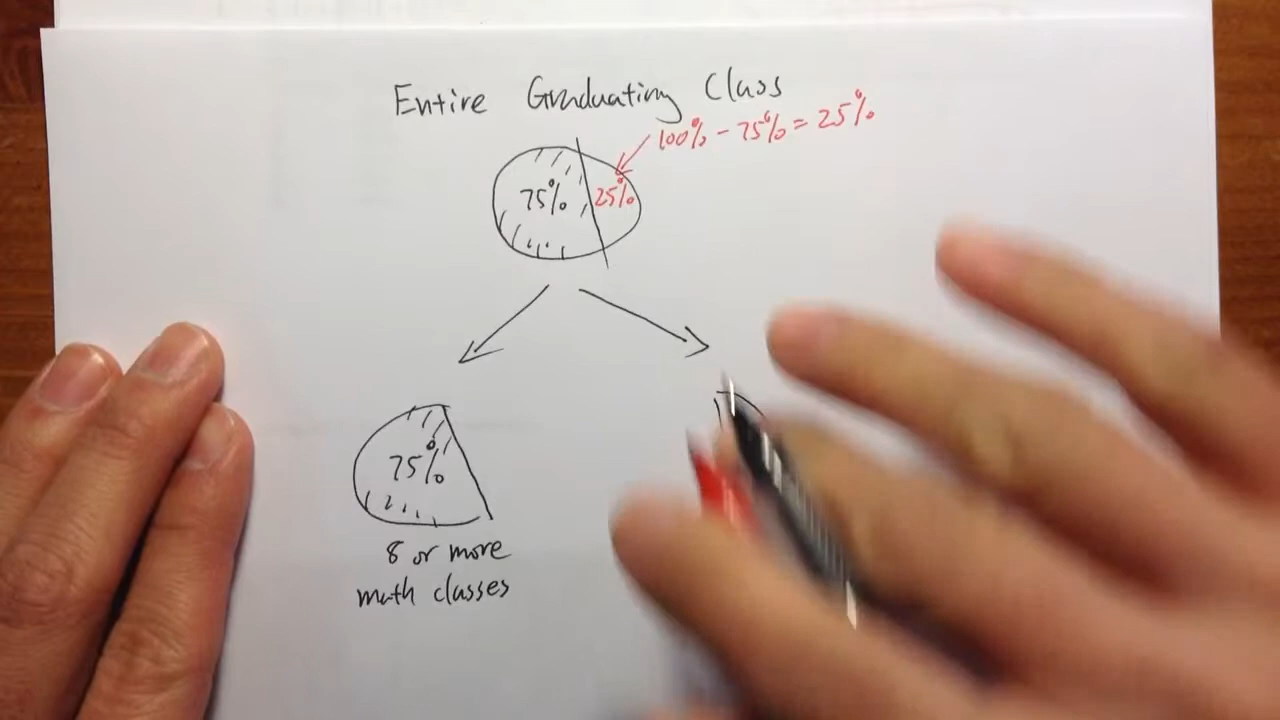 Entire Graduating Class
100% - 75% = 25%
75% 25%
75%
8 or more
math classes